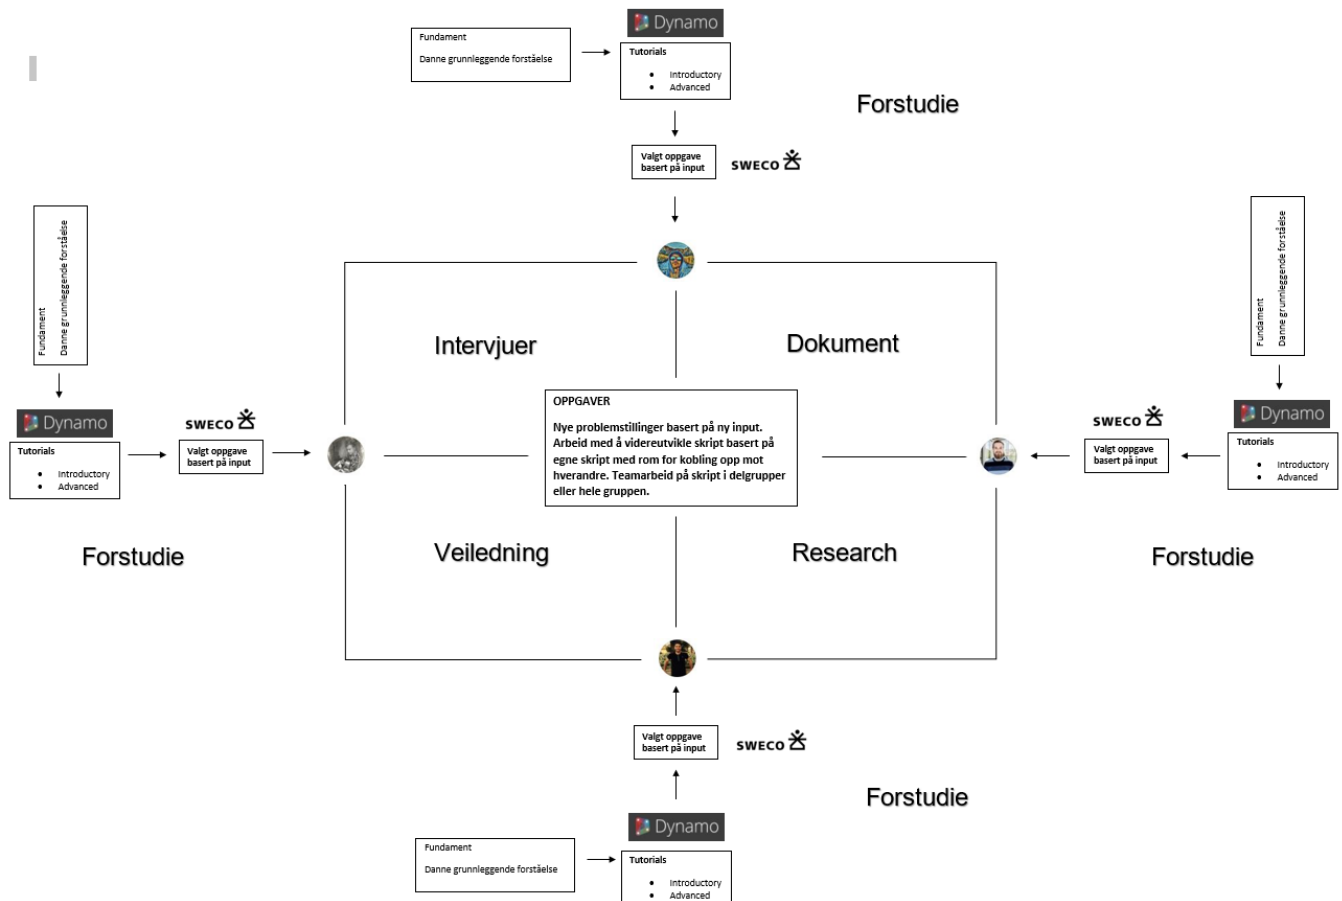 Dynamo
Fundament
Danne grunnleggende forståelse
Tutorials
• Introductory
• Advanced
Forstudie
Valgt oppgave
basert på input
SWECO
Fundament
Danne grunnleggende forståelse
Dynamo
Tutorials
• Introductory
• Advanced
SWECO
Valgt oppgave
basert på input
Forstudie
Intervjuer
Dokument
OPPGAVER
Nye problemstillinger basert på ny input.
Arbeid med å videreutvikle skript basert på
egne skript med rom for kobling opp mot
hverandre. Teamarbeid på skript i delgrupper
eller hele gruppen.
Veiledning
Research
Fundament
Danne grunnleggende forståelse
Dynamo
Tutorials
• Introductory
• Advanced
SWECO
Valgt oppgave
basert på input
Forstudie
Valgt oppgave
basert på input
SWECO
Forstudie
Dynamo
Fundament
Danne grunnleggende forståelse
Tutorials
• Introductory
• Advanced